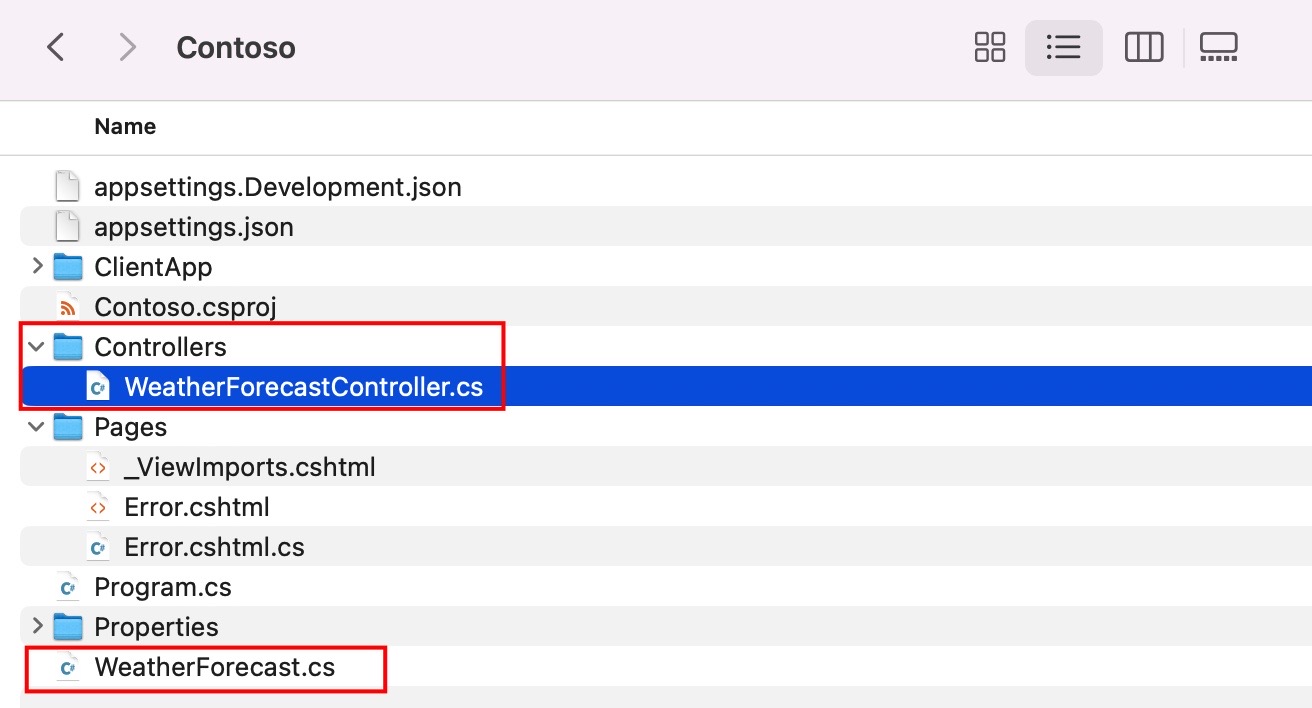 Contoso
Name
appsettings.Development.json
appsettings.json
ClientApp
Contoso.csproj
Controllers
WeatherForecastController.cs
Pages
_ViewImports.cshtml
Error.cshtml
Error.cshtml.cs
Program.cs
Properties
WeatherForecast.cs